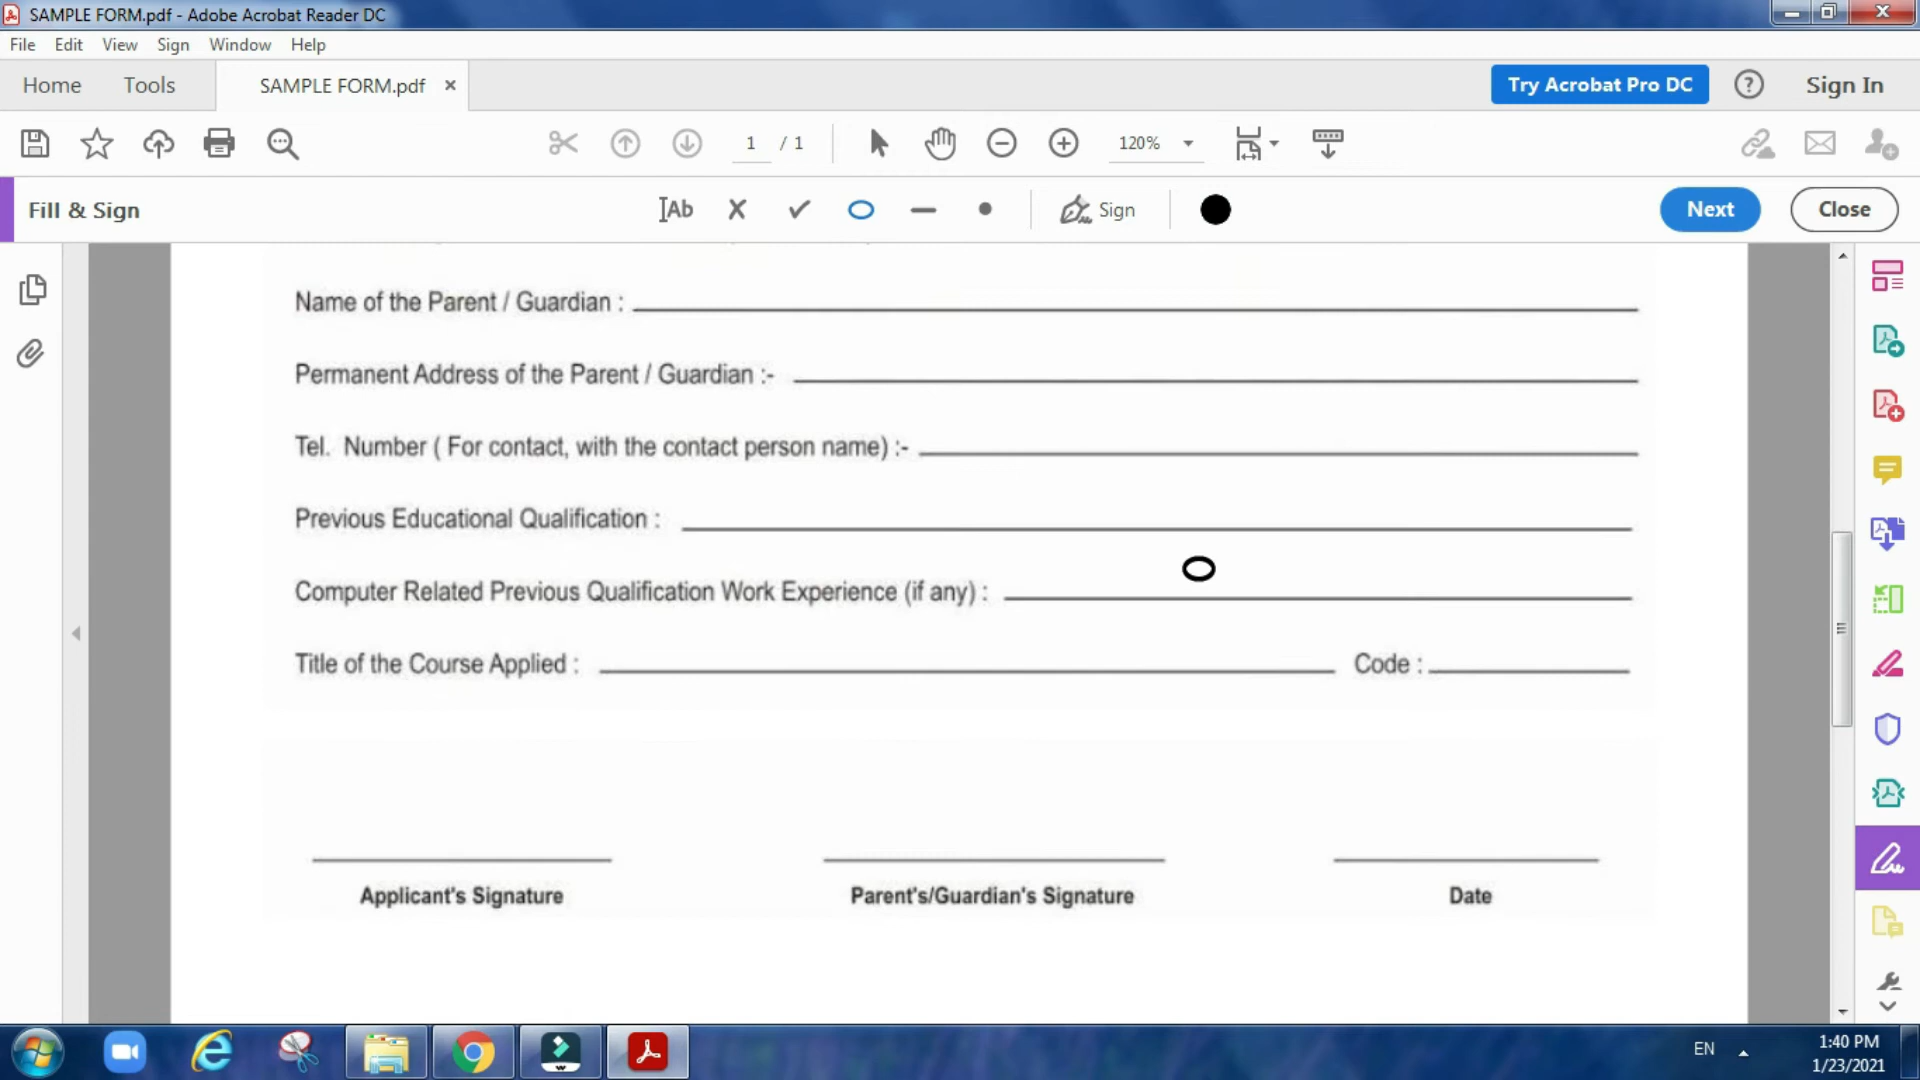 SAMPLE FORM.pdf - Adobe Acrobat Reader DC
File Edit View Sign Window Help
Home Tools SAMPLE FORM.pdf × Try Acrobat Pro DC ? Sign In
1 / 1 120%
Fill & Sign IAb Sign Next Close
Name of the Parent / Guardian :
Permanent Address of the Parent / Guardian :-
Tel. Number ( For contact, with the contact person name) :-
Previous Educational Qualification :
Computer Related Previous Qualification Work Experience (if any) :
Title of the Course Applied : Code :
Applicant's Signature Parent's/Guardian's Signature Date
EN 1:40 PM
1/23/2021